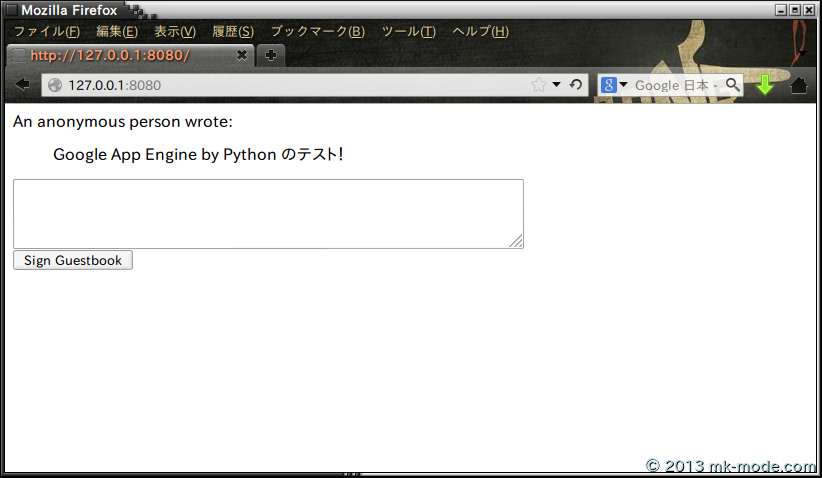 Mozilla Firefox
ファイル(F) 編集(E) 表示(V) 履歴(S) ブックマーク(B) ツール(T) ヘルプ(H)
http://127.0.0.1:8080/
127.0.0.1:8080 Google 日本 -
An anonymous person wrote:
Google App Engine by Python のテスト!
Sign Guestbook
© 2013 mk-mode.com